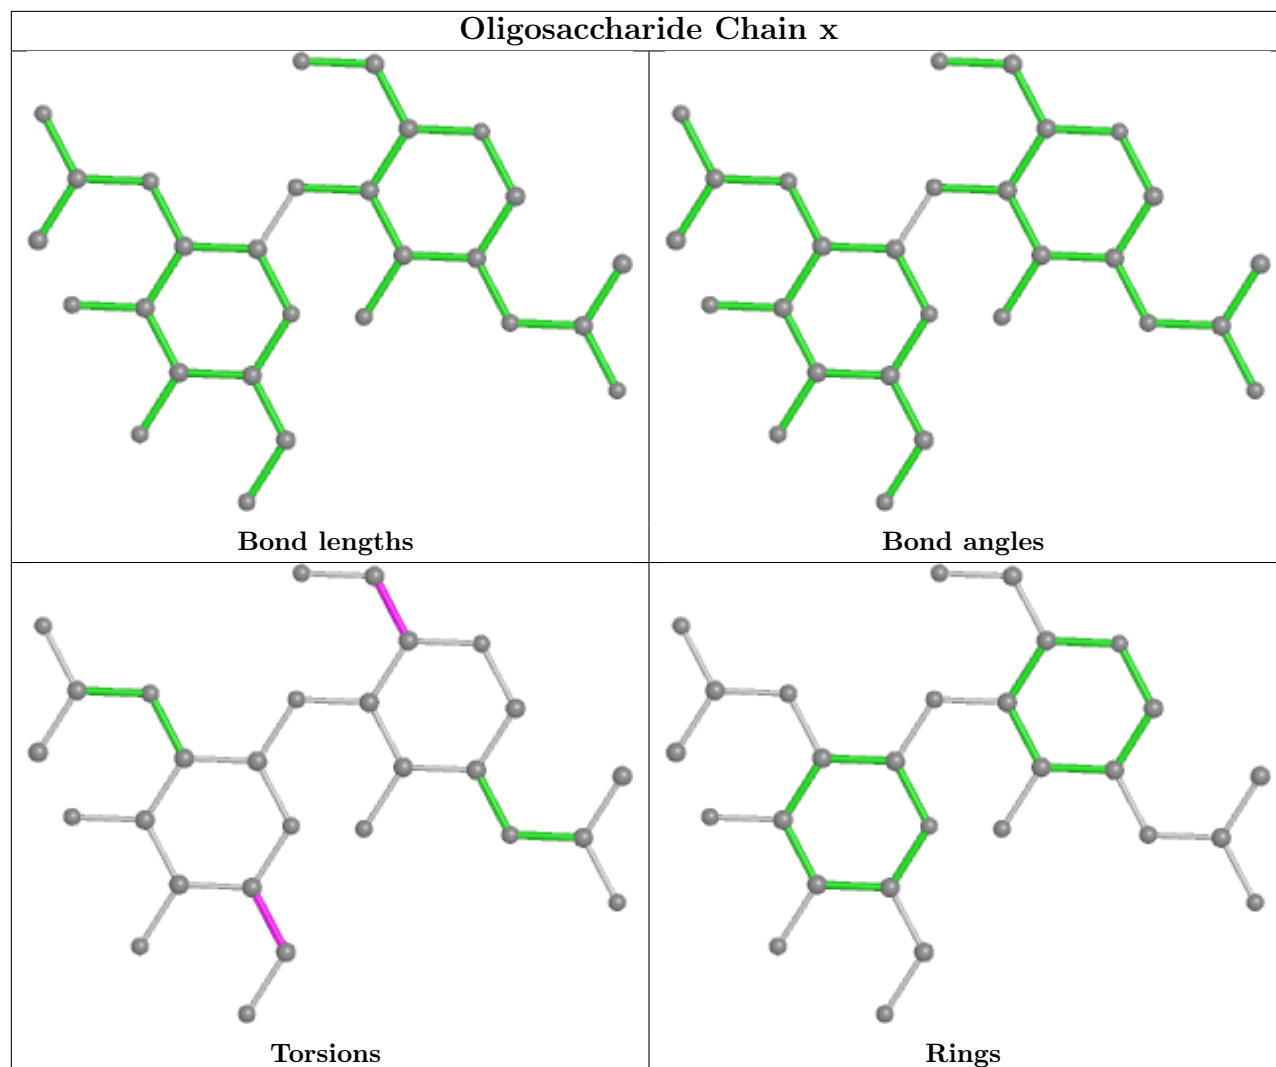 Oligosaccharide Chain x
Bond lengths
Bond angles
Torsions
Rings